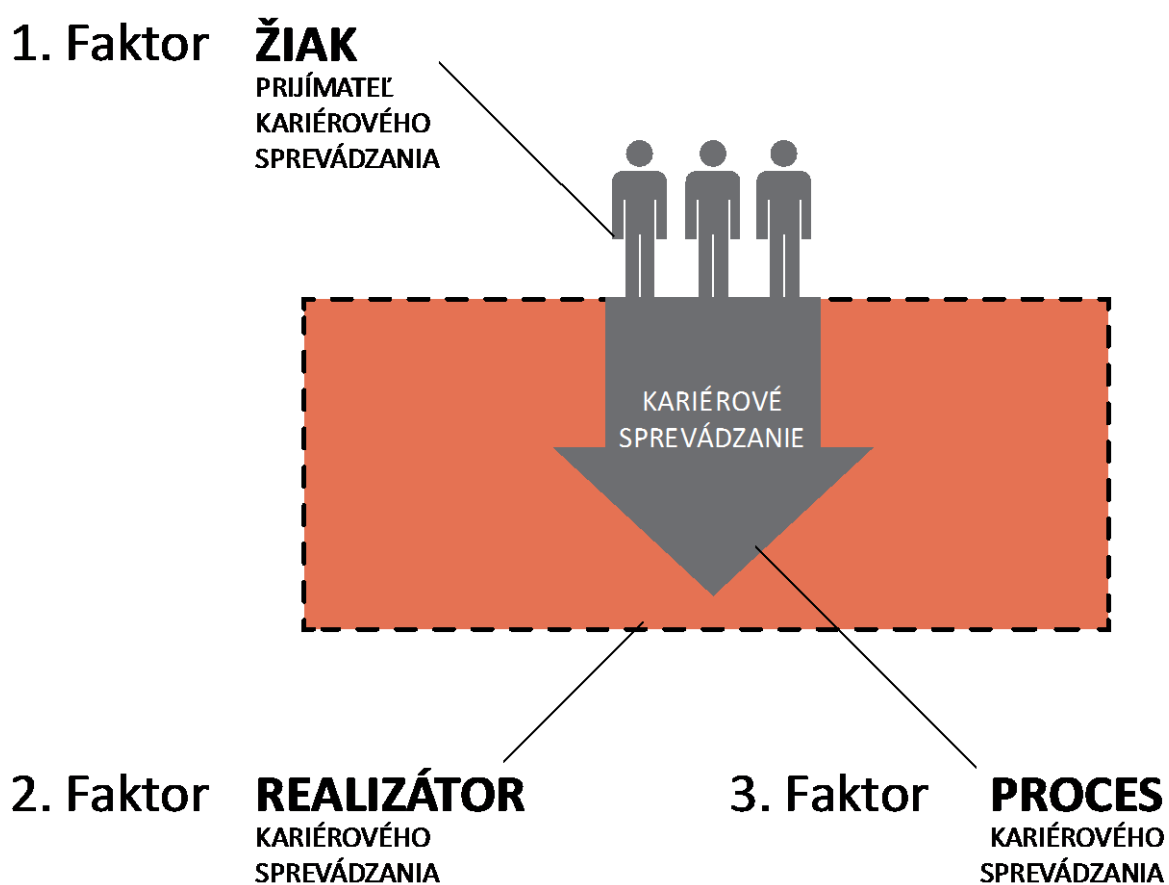 1. Faktor ŽIAK
PRIJÍMATEĽ
KARIÉROVÉHO
SPREVÁDZANIA
KARIÉROVÉ
SPREVÁDZANIE
2. Faktor REALIZÁTOR
KARIÉROVÉHO
SPREVÁDZANIA
3. Faktor PROCES
KARIÉROVÉHO
SPREVÁDZANIA